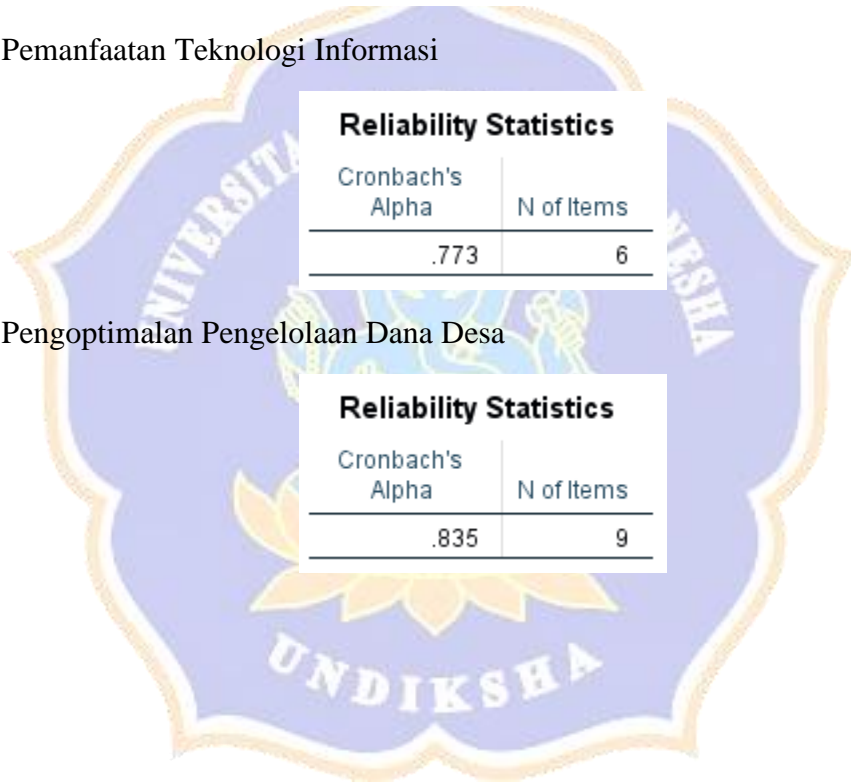 Pemanfaatan Teknologi Informasi
Reliability Statistics
Cronbach's
Alpha
N of Items
.773
6
Pengoptimalan Pengelolaan Dana Desa
Reliability Statistics
Cronbach's
Alpha
N of Items
.835
9
UNDIKSHA